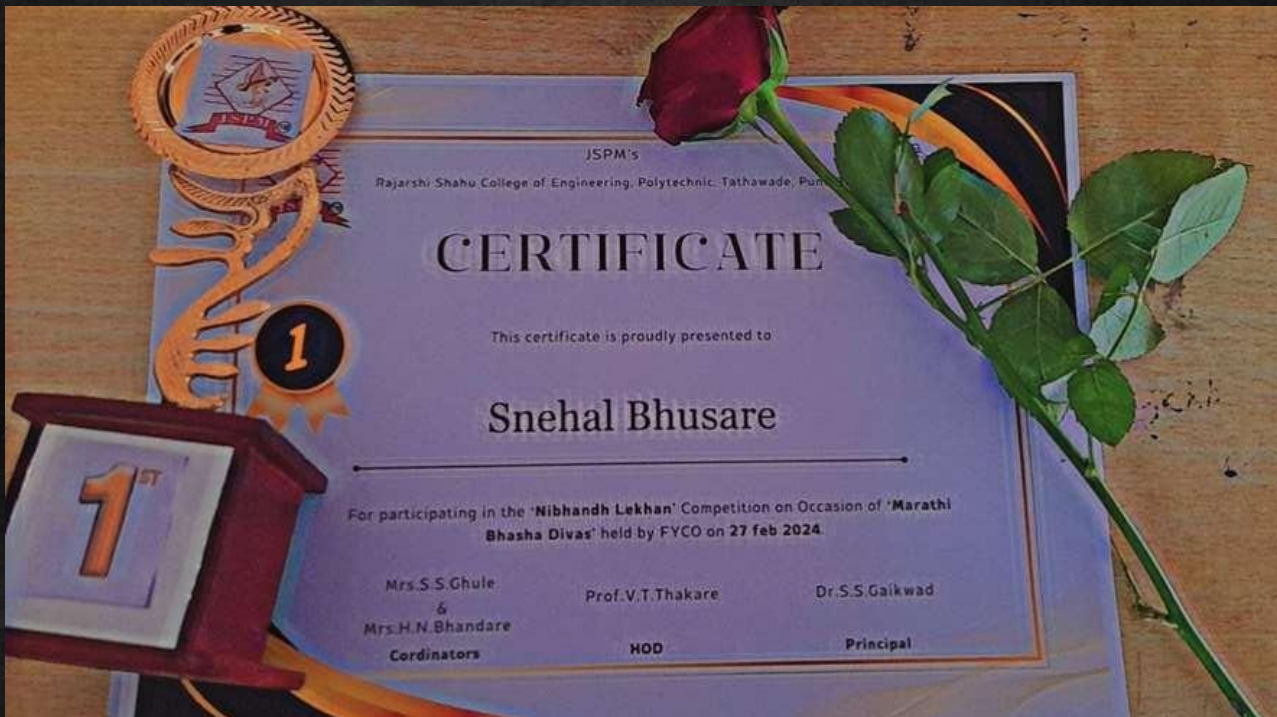 JSPM's
Rajarshi Shahu College of Engineering, Polytechnic, Tathawade,
CERTIFICATE
1
This certificate is proudly presented to
Snehal Bhusare
1ST
For participating in the 'Nibhandh Lekhan' Competition on Occasion of 'Marathi
Bhasha Divas' held by FYCO on 27 feb 2024.
Mrs.S.S.Ghule
&
Mrs.H.N.Bhandare
Cordinators
Prof.V.T.Thakare
HOD
Dr.S.S.Gaikwad
Principal